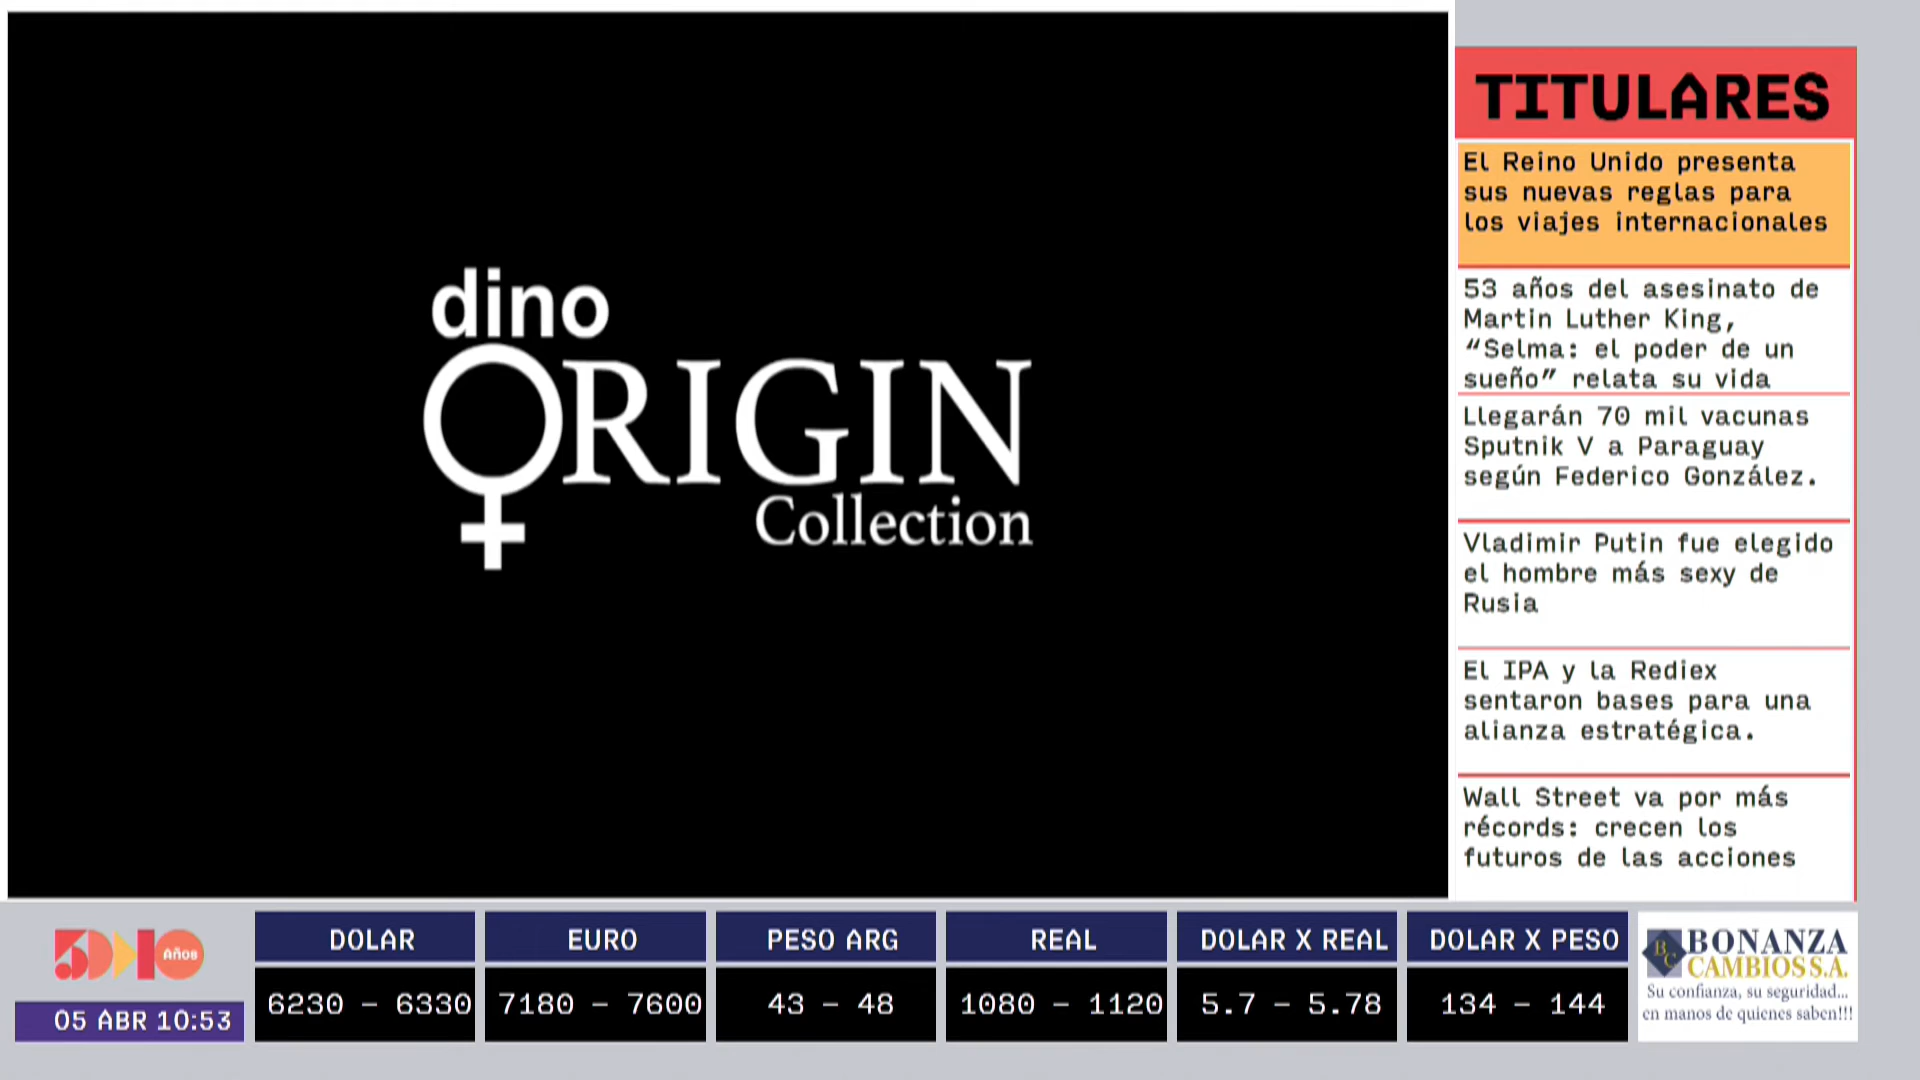 dino
ORIGIN
Collection
TITULARES
El Reino Unido presenta
sus nuevas reglas para
los viajes internacionales
53 años del asesinato de
Martin Luther King,
“Selma: el poder de un
sueño” relata su vida
Llegarán 70 mil vacunas
Sputnik V a Paraguay
según Federico González.
Vladimir Putin fue elegido
el hombre más sexy de
Rusia
El IPA y la Rediex
sentaron bases para una
alianza estratégica.
Wall Street va por más
récords: crecen los
futuros de las acciones
Años
05 ABR 10:53
DOLAR
6230 - 6330
EURO
7180 - 7600
PESO ARG
43 - 48
REAL
1080 - 1120
DOLAR X REAL
5.7 - 5.78
DOLAR X PESO
134 - 144
BC
BONANZA
CAMBIOS S.A.
Su confianza, su seguridad...
en manos de quienes saben!!!